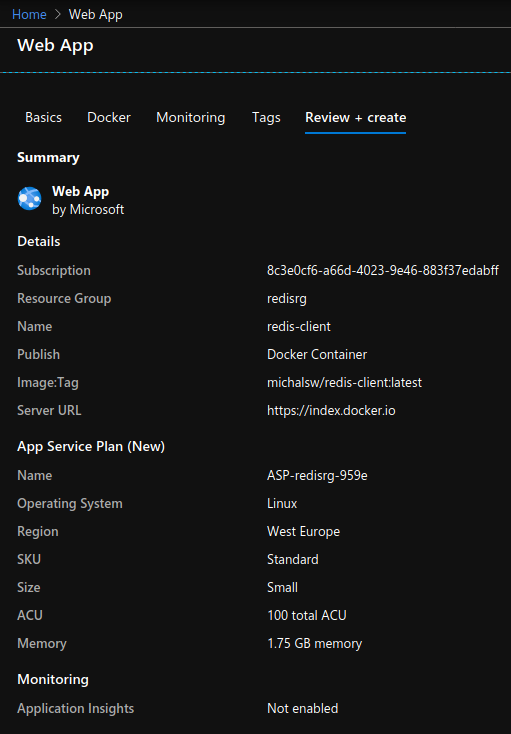 Home > Web App
Web App
Basics Docker Monitoring Tags Review + create
Summary
Web App
by Microsoft
Details
Subscription 8c3e0cf6-a66d-4023-9e46-883f37edabff
Resource Group redisrg
Name redis-client
Publish Docker Container
Image:Tag michalsw/redis-client:latest
Server URL https://index.docker.io
App Service Plan (New)
Name ASP-redisrg-959e
Operating System Linux
Region West Europe
SKU Standard
Size Small
ACU 100 total ACU
Memory 1.75 GB memory
Monitoring
Application Insights Not enabled